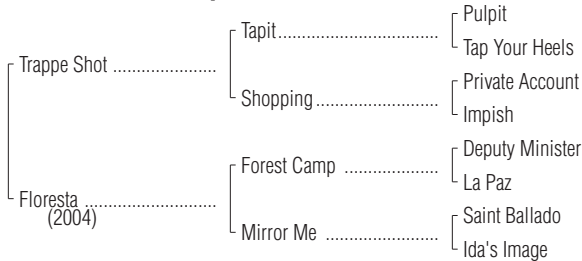 Pulpit
Tapit
Tap Your Heels
Trappe Shot
Private Account
Shopping
Impish
Deputy Minister
Forest Camp
La Paz
Floresta
(2004)
Saint Ballado
Mirror Me
Ida's Image